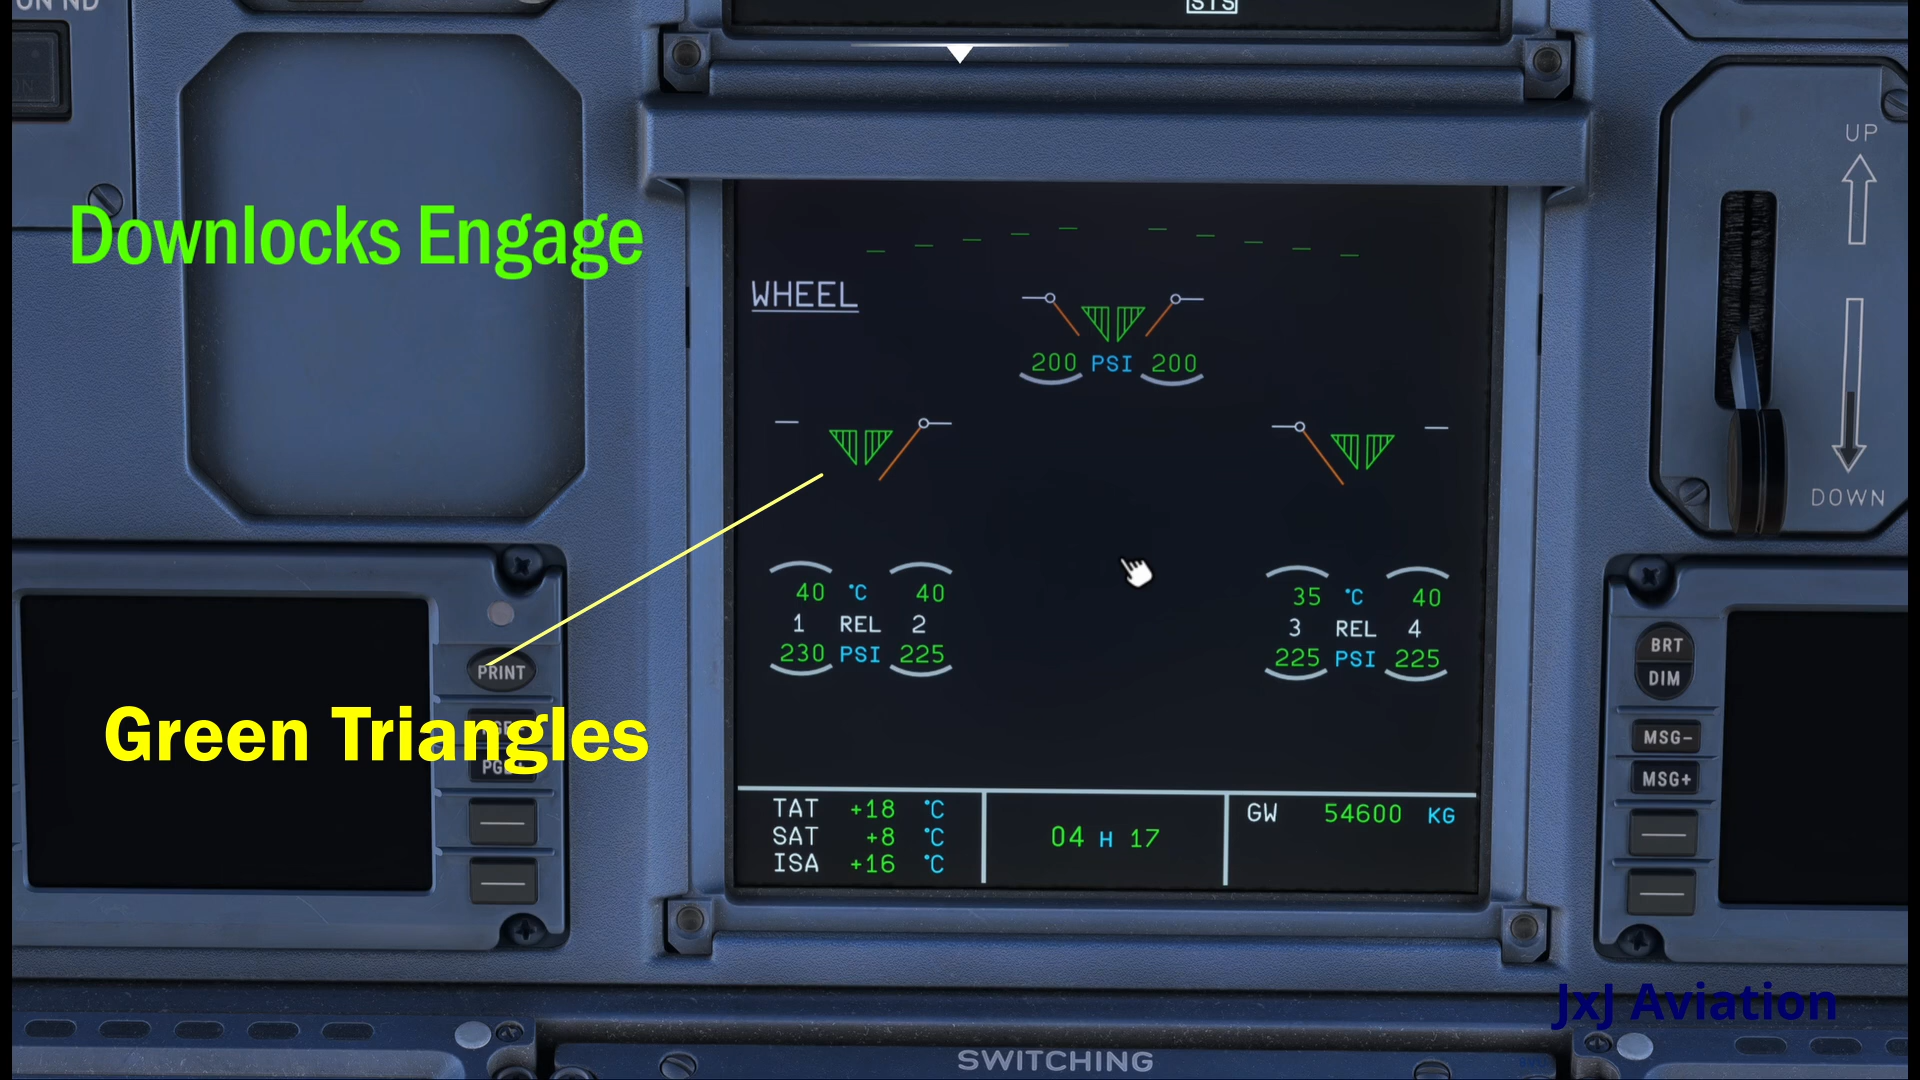 ON ND
STS
UP
Downlocks Engage
WHEEL
200 PSI 200
DOWN
40 °C 40
1 REL 2
230 PSI 225
35 °C 40
3 REL 4
225 PSI 225
PRINT
BRT
DIM
Green Triangles
MSG-
MSG+
TAT +18 °C
SAT +8 °C
ISA +16 °C
04 H 17
GW 54600 KG
JxJ Aviation
SWITCHING